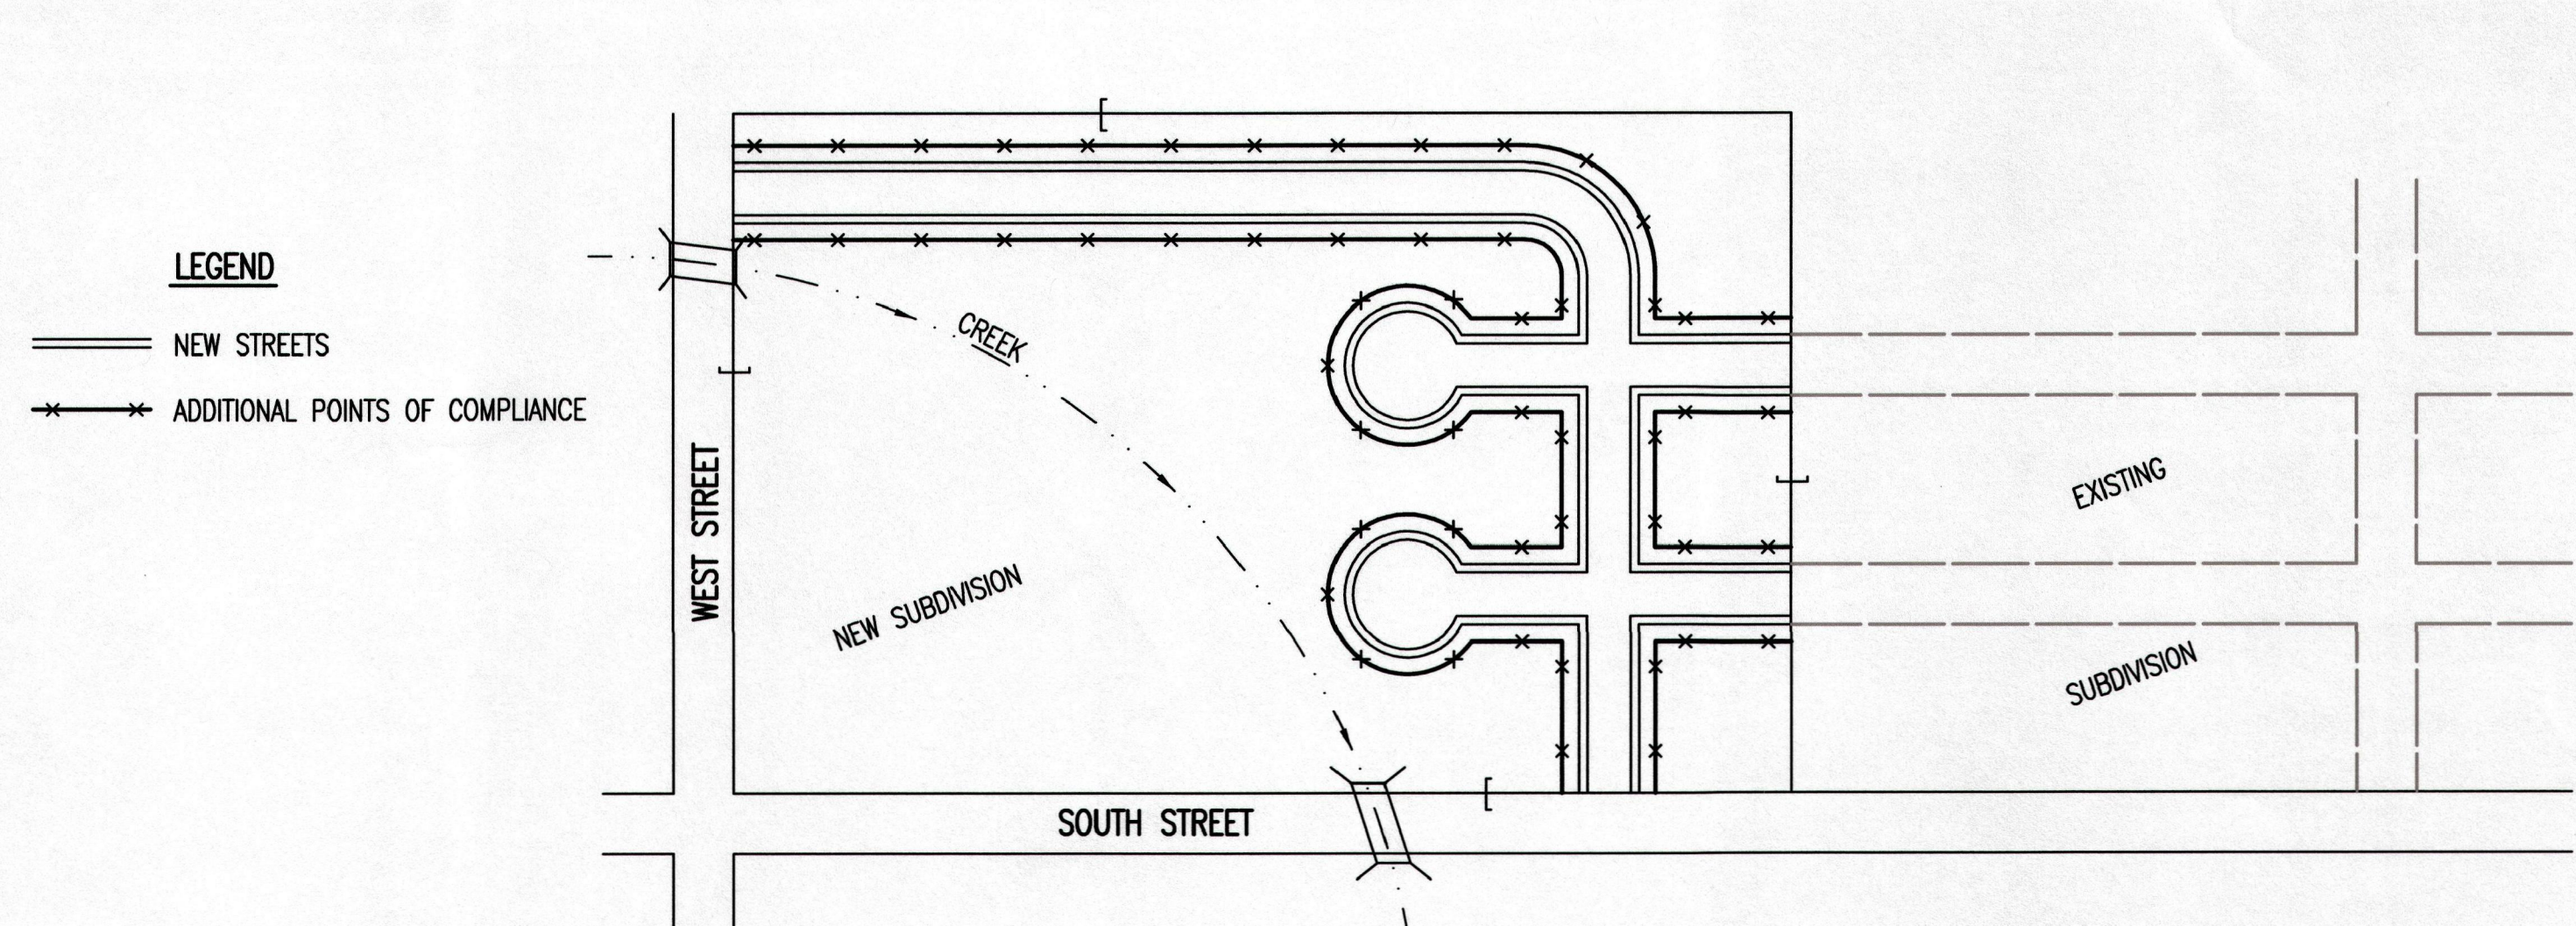 LEGEND
NEW STREETS
ADDITIONAL POINTS OF COMPLIANCE
CREEK
WEST STREET
NEW SUBDIVISION
SOUTH STREET
EXISTING
SUBDIVISION